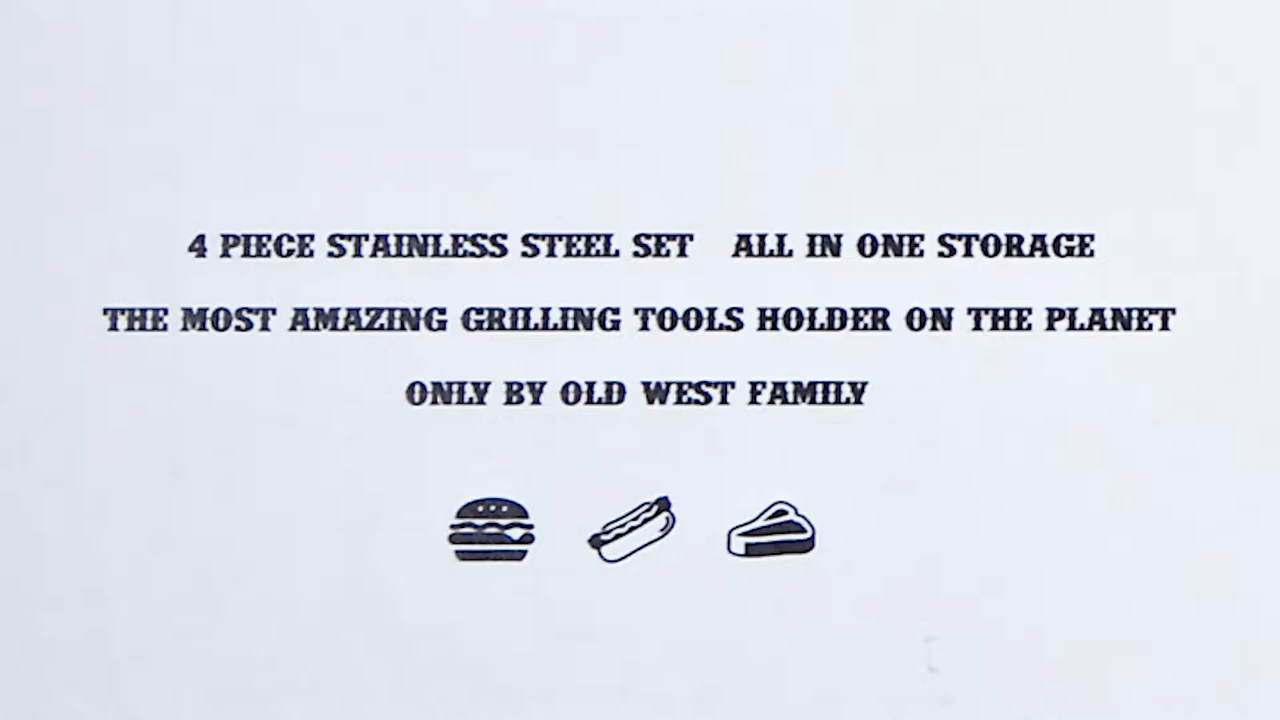 4 PIECE STAINLESS STEEL SET ALL IN ONE STORAGE
THE MOST AMAZING GRILLING TOOLS HOLDER ON THE PLANET
ONLY BY OLD WEST FAMILY